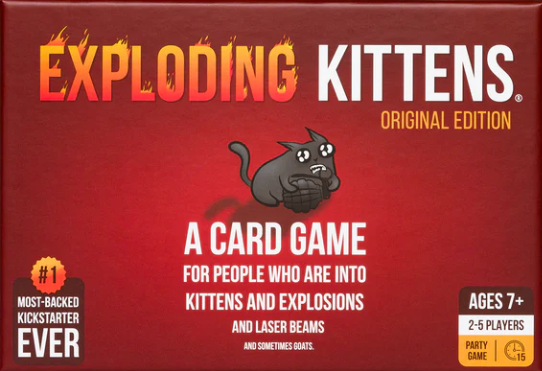 EXPLODING KITTENS®
ORIGINAL EDITION
A CARD GAME
FOR PEOPLE WHO ARE INTO
KITTENS AND EXPLOSIONS
AND LASER BEAMS
AND SOMETIMES GOATS.
#1
MOST-BACKED
KICKSTARTER
EVER
AGES 7+
2-5 PLAYERS
PARTY
GAME
15